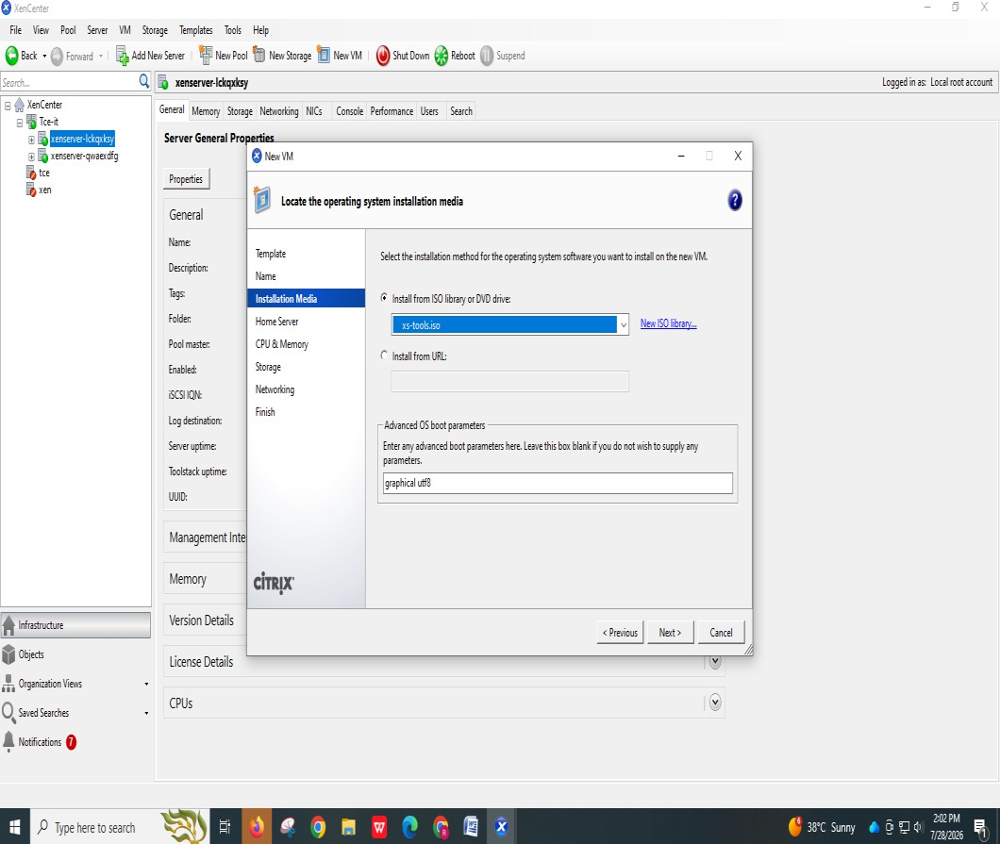 XenCenter
File View Pool Server VM Storage Templates Tools Help
Back Forward Add New Server New Pool New Storage New VM Shut Down Reboot Suspend
Search...
xenserver-lckqxksy
Logged in as: Local root account
XenCenter
Tce-it
xenserver-lckqxksy
xenserver-qwaexdfg
tce
xen
General Memory Storage Networking NICs Console Performance Users Search
Server General Properties
Properties
General
Name:
Description:
Tags:
Folder:
Pool master:
Enabled:
iSCSI IQN:
Log destination:
Server uptime:
Toolstack uptime:
UUID:
Management Inte
Memory
Version Details
License Details
CPUs
New VM
Locate the operating system installation media
?
Template
Name
Installation Media
Home Server
CPU & Memory
Storage
Networking
Finish
CITRIX
Select the installation method for the operating system software you want to install on the new VM.
Install from ISO library or DVD drive:
xs-tools.iso
New ISO library...
Install from URL:
Advanced OS boot parameters
Enter any advanced boot parameters here. Leave this box blank if you do not wish to supply any
parameters.
graphical utf8
< Previous Next > Cancel
Infrastructure
Objects
Organization Views
Saved Searches
Notifications 7
Type here to search
38°C Sunny
2:02 PM
7/28/2026
1